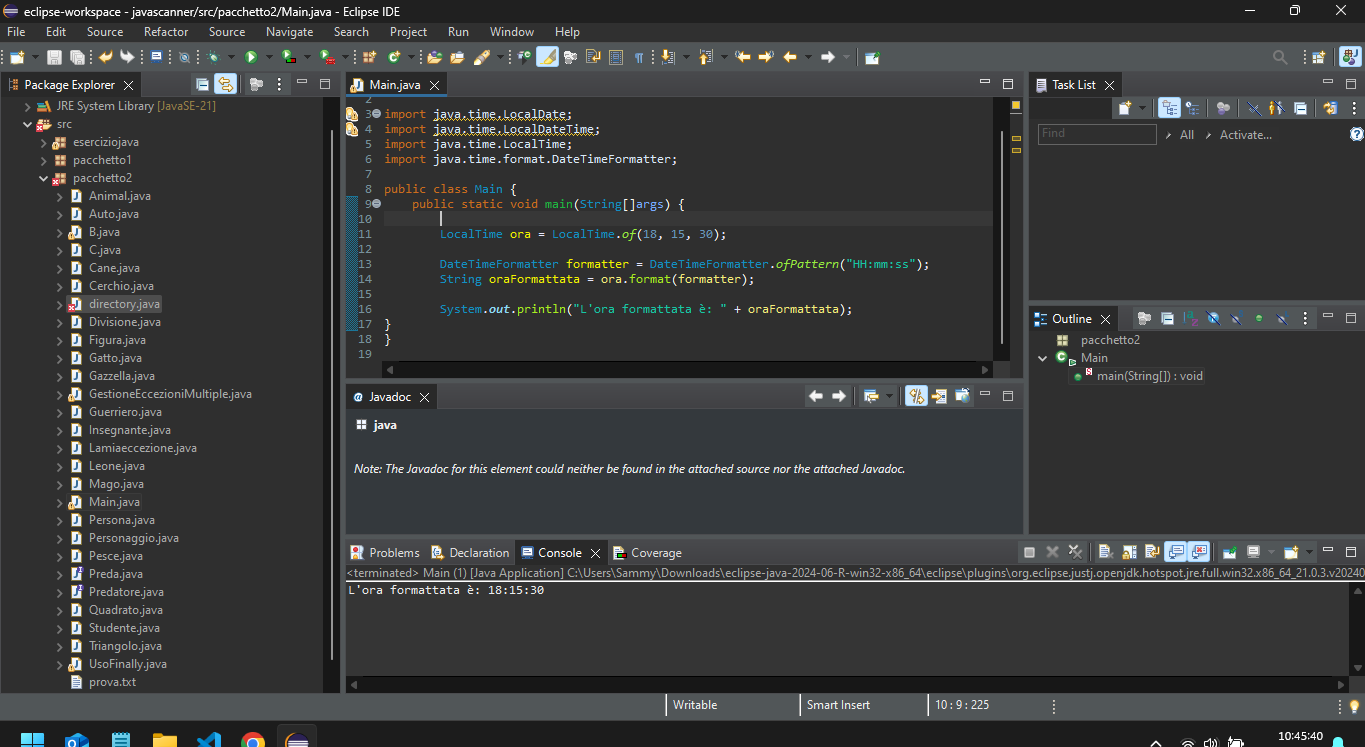 eclipse-workspace - javascanner/src/pacchetto2/Main.java - Eclipse IDE
File Edit Source Refactor Source Navigate Search Project Run Window Help
Package Explorer
JRE System Library [JavaSE-21]
src
eserciziojava
pacchetto1
pacchetto2
Animal.java
Auto.java
B.java
C.java
Cane.java
Cerchio.java
directory.java
Divisione.java
Figura.java
Gatto.java
Gazzella.java
GestioneEccezioniMultiple.java
Guerriero.java
Insegnante.java
Lamiaeccezione.java
Leone.java
Mago.java
Main.java
Persona.java
Personaggio.java
Pesce.java
Preda.java
Predatore.java
Quadrato.java
Studente.java
Triangolo.java
UsoFinally.java
prova.txt
Main.java
2
3 import java.time.LocalDate;
4 import java.time.LocalDateTime;
5 import java.time.LocalTime;
6 import java.time.format.DateTimeFormatter;
7
8 public class Main {
9 public static void main(String[]args) {
10
11 LocalTime ora = LocalTime.of(18, 15, 30);
12
13 DateTimeFormatter formatter = DateTimeFormatter.ofPattern("HH:mm:ss");
14 String oraFormattata = ora.format(formatter);
15
16 System.out.println("L'ora formattata è: " + oraFormattata);
17 }
18 }
19
Javadoc
java
Note: The Javadoc for this element could neither be found in the attached source nor the attached Javadoc.
Problems Declaration Console Coverage
<terminated> Main (1) [Java Application] C:\Users\Sammy\Downloads\eclipse-java-2024-06-R-win32-x86_64\eclipse\plugins\org.eclipse.justj.openjdk.hotspot.jre.full.win32.x86_64_21.0.3.v20240
L'ora formattata è: 18:15:30
Task List
Find All Activate...
Outline
pacchetto2
Main
main(String[]) : void
Writable Smart Insert 10 : 9 : 225
10:45:40